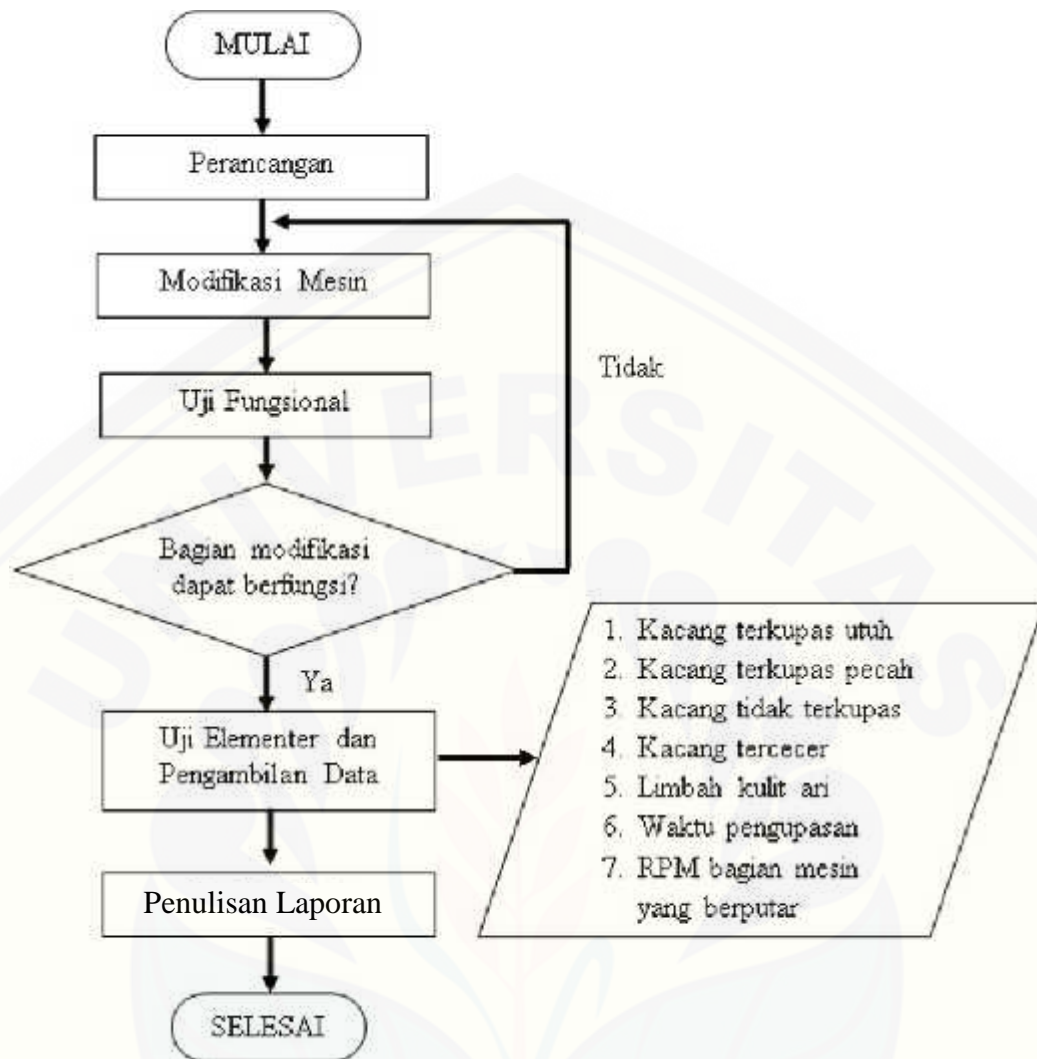 MULAI
Perancangan
Modifikasi Mesin
Uji Fungsional
Tidak
Bagian modifikasi
dapat berfungsi?
Ya
Uji Elementer dan
Pengambilan Data
1. Kacang terkupas utuh
2. Kacang terkupas pecah
3. Kacang tidak terkupas
4. Kacang tercecer
5. Limbah kulit ari
6. Waktu pengupasan
7. RPM bagian mesin
yang berputar
Penulisan Laporan
SELESAI
UNIVERSITAS